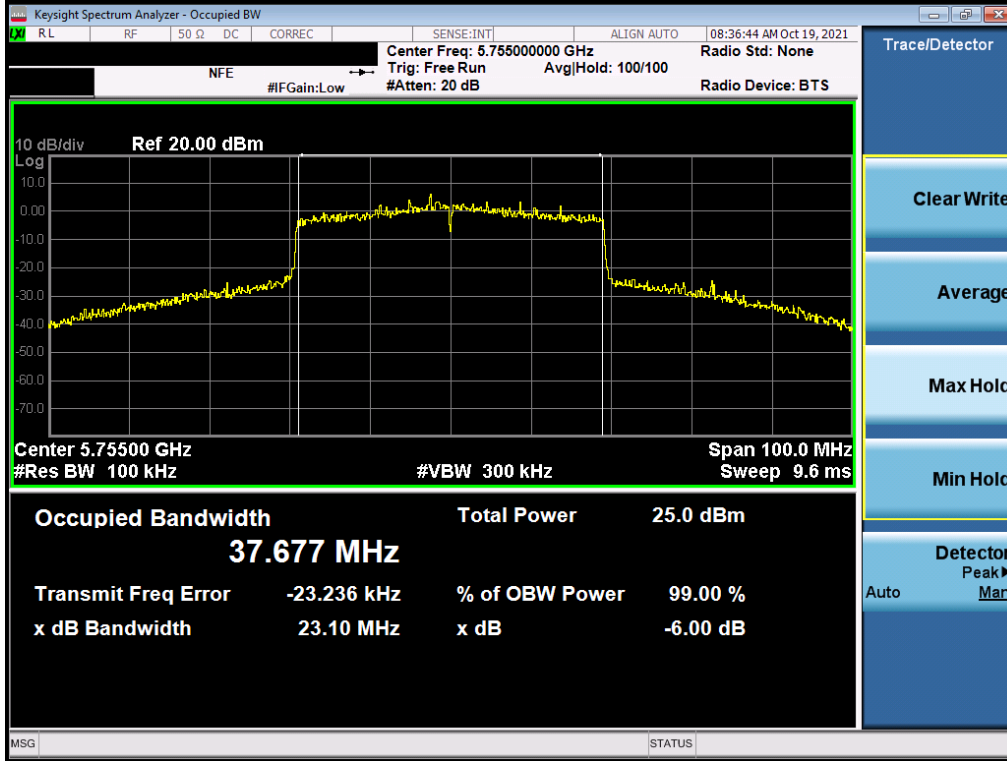 Keysight Spectrum Analyzer - Occupied BW
LXI RL RF 50 Ω DC CORREC SENSE:INT ALIGN AUTO 08:36:44 AM Oct 19, 2021
Center Freq: 5.755000000 GHz Radio Std: None
NFE Trig: Free Run Avg|Hold: 100/100
#IFGain:Low #Atten: 20 dB Radio Device: BTS
Trace/Detector
10 dB/div Ref 20.00 dBm
Log
10.0
0.00
-10.0
-20.0
-30.0
-40.0
-50.0
-60.0
-70.0
Center 5.75500 GHz Span 100.0 MHz
#Res BW 100 kHz #VBW 300 kHz Sweep 9.6 ms
Occupied Bandwidth Total Power 25.0 dBm
37.677 MHz
Transmit Freq Error -23.236 kHz % of OBW Power 99.00 %
x dB Bandwidth 23.10 MHz x dB -6.00 dB
Clear Write
Average
Max Hold
Min Hold
Detector
Peak▶
Auto Man
MSG STATUS